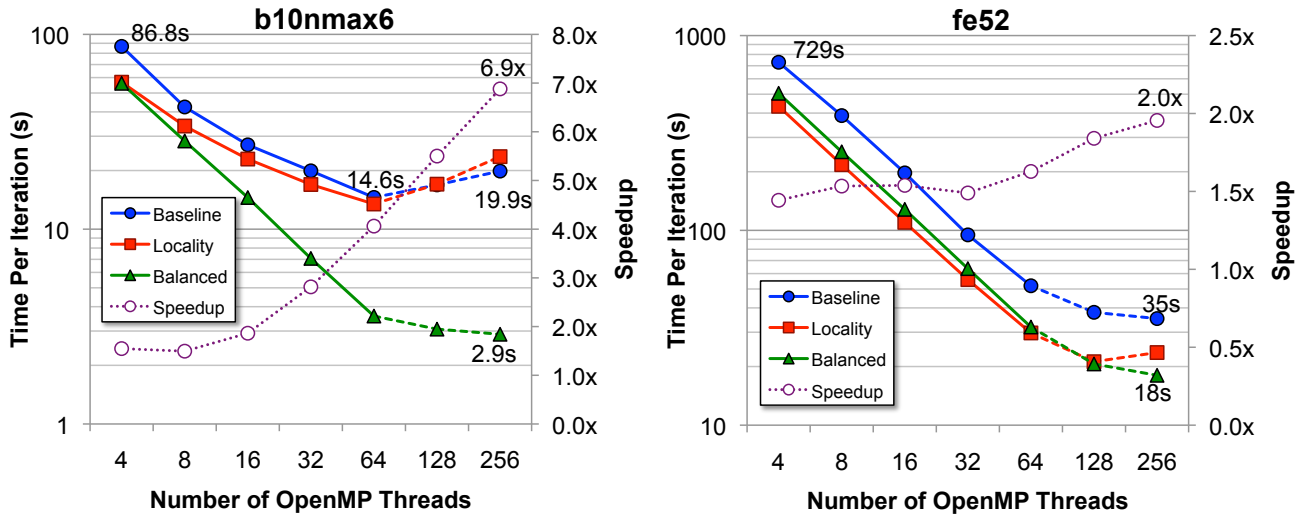 b10nmax6
100
10
1
Time Per Iteration (s)
8.0x
7.0x
6.0x
5.0x
4.0x
3.0x
2.0x
1.0x
0.0x
Speedup
86.8s
6.9x
14.6s
19.9s
2.9s
Baseline
Locality
Balanced
Speedup
4 8 16 32 64 128 256
Number of OpenMP Threads
fe52
1000
100
10
Time Per Iteration (s)
2.5x
2.0x
1.5x
1.0x
0.5x
0.0x
Speedup
729s
2.0x
35s
18s
Baseline
Locality
Balanced
Speedup
4 8 16 32 64 128 256
Number of OpenMP Threads